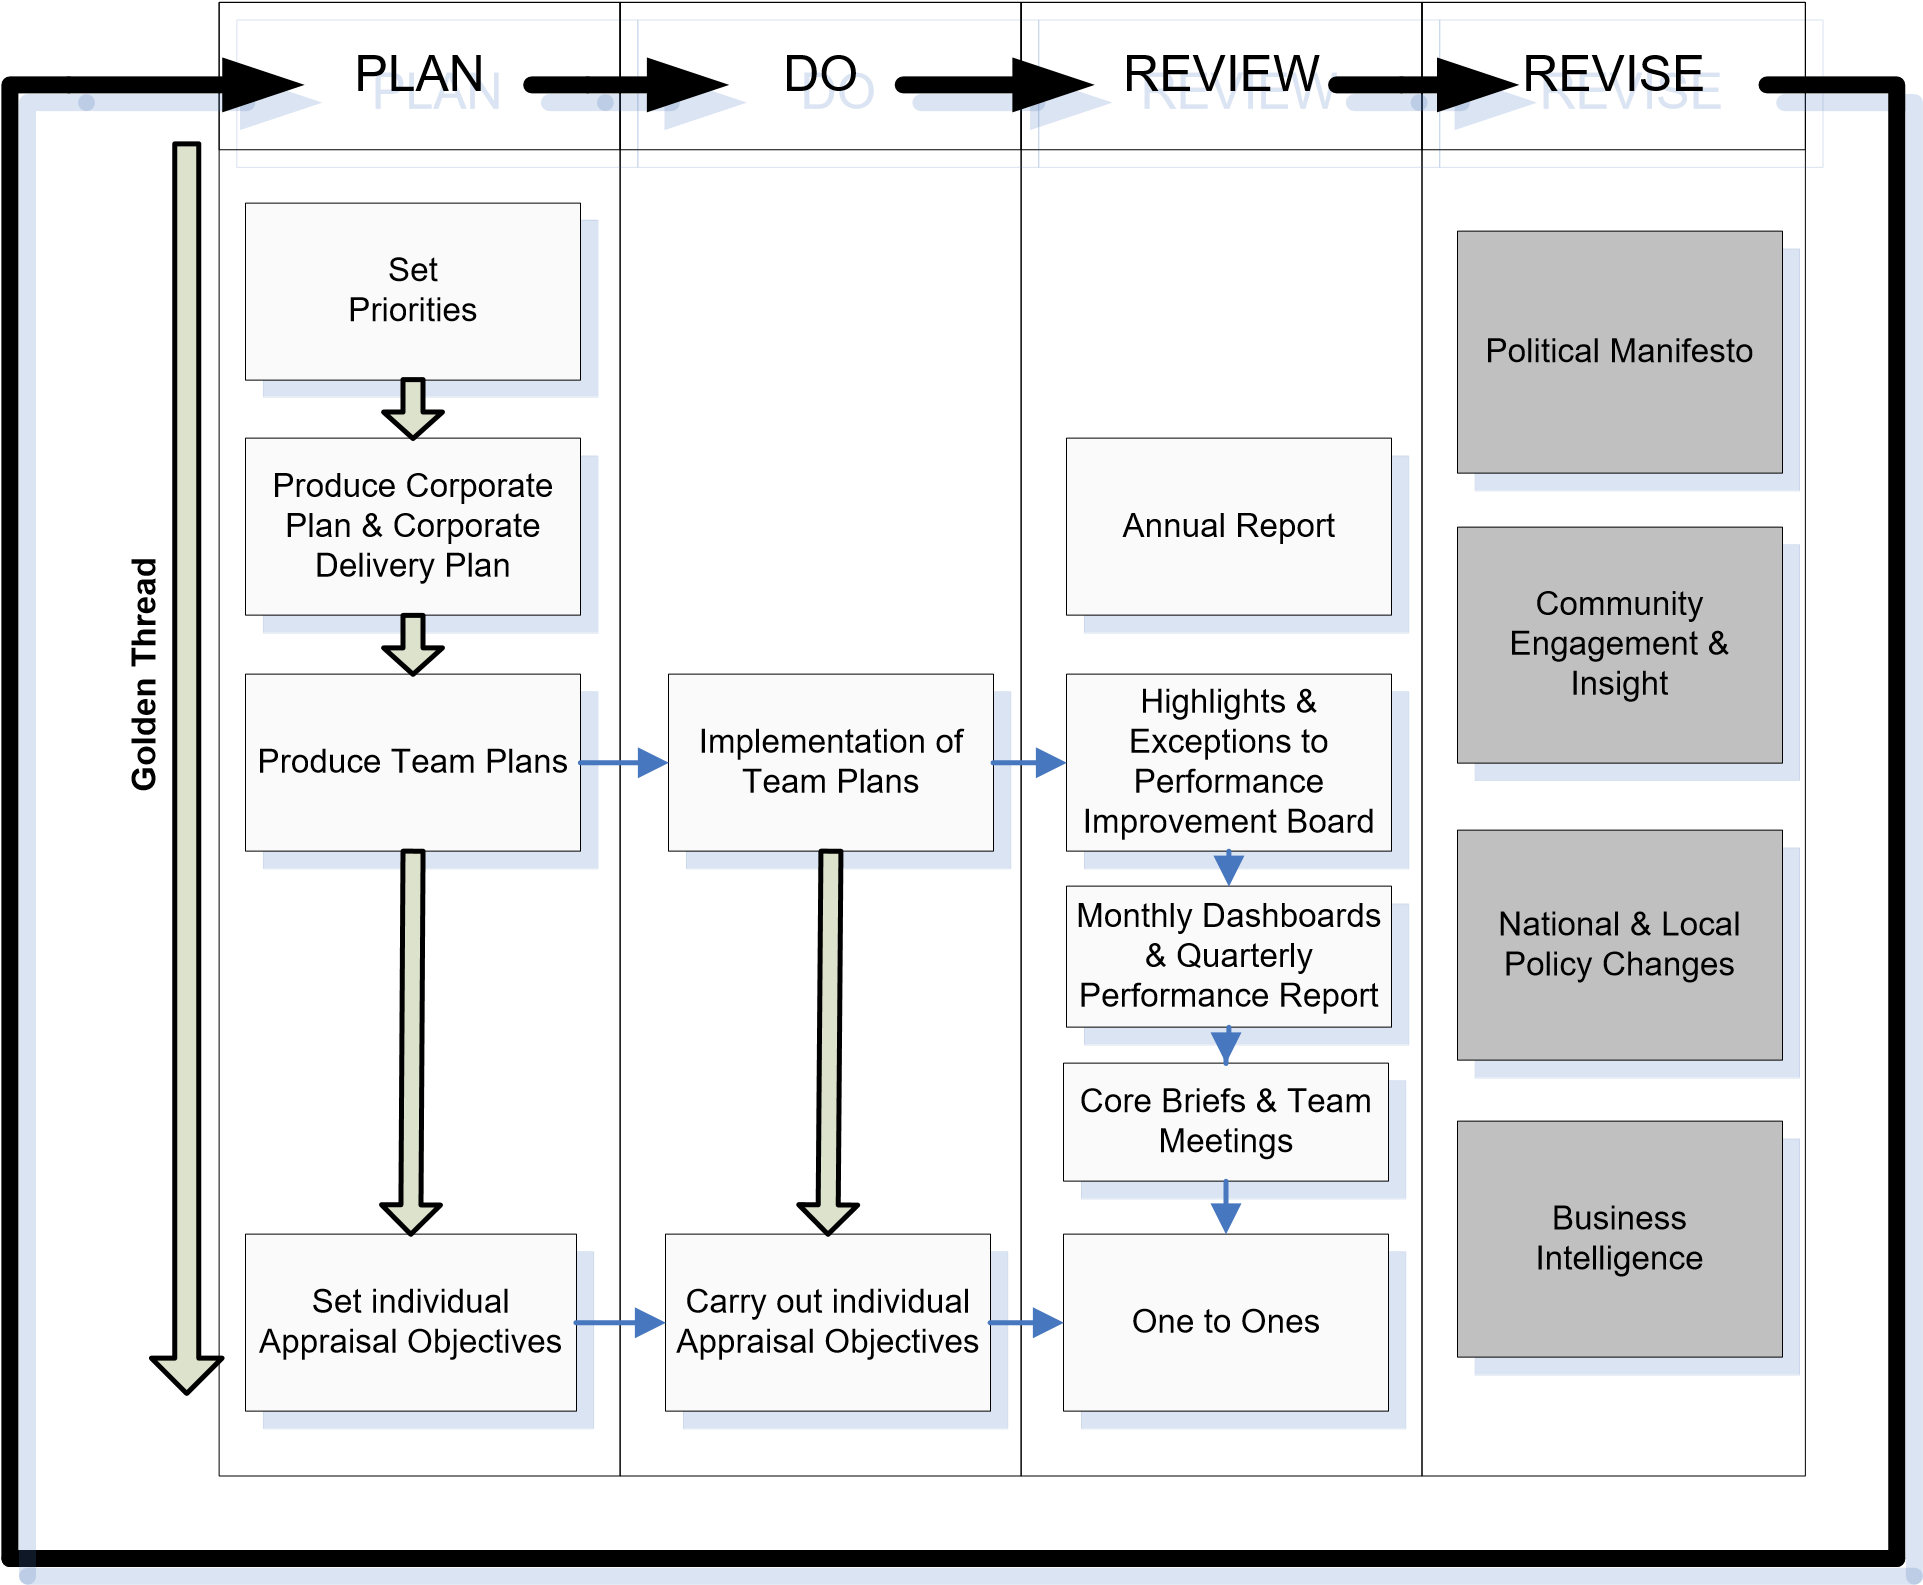 PLAN
DO
REVIEW
REVISE
Golden Thread
Set
Priorities
Produce Corporate
Plan & Corporate
Delivery Plan
Produce Team Plans
Set individual
Appraisal Objectives
Implementation of
Team Plans
Carry out individual
Appraisal Objectives
Annual Report
Highlights &
Exceptions to
Performance
Improvement Board
Monthly Dashboards
& Quarterly
Performance Report
Core Briefs & Team
Meetings
One to Ones
Political Manifesto
Community
Engagement &
Insight
National & Local
Policy Changes
Business
Intelligence